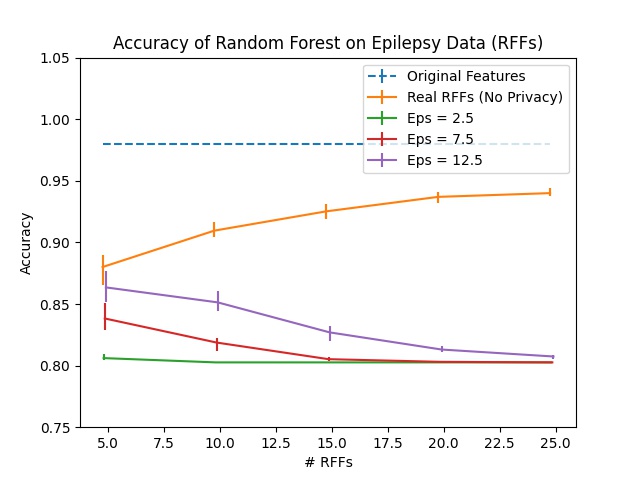 Accuracy of Random Forest on Epilepsy Data (RFFs)
Original Features
Real RFFs (No Privacy)
Eps = 2.5
Eps = 7.5
Eps = 12.5
1.05
1.00
0.95
0.90
0.85
0.80
0.75
Accuracy
5.0 7.5 10.0 12.5 15.0 17.5 20.0 22.5 25.0
# RFFs